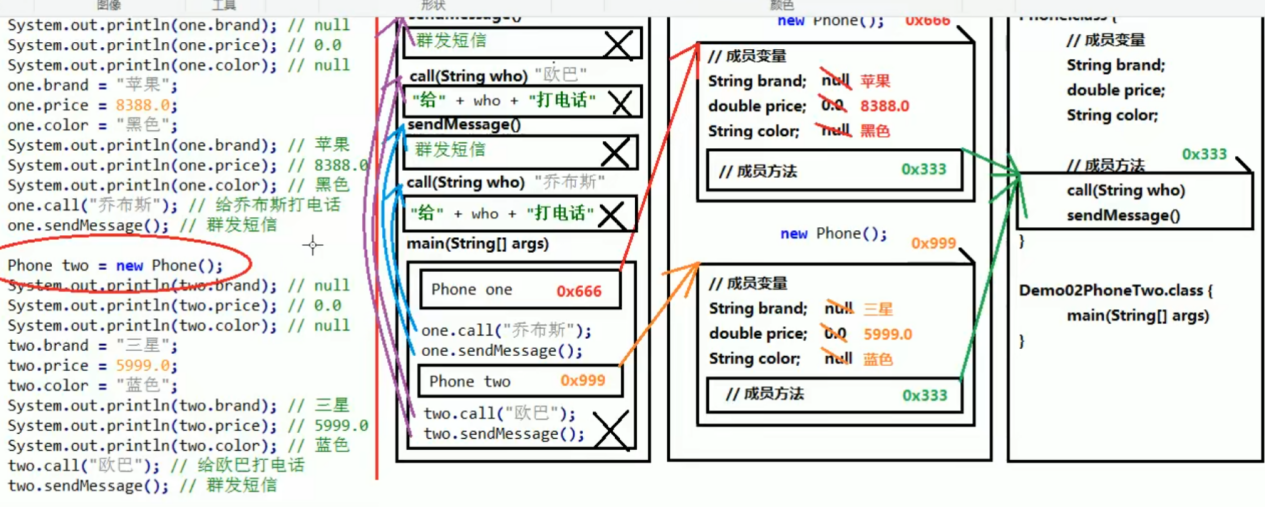 图像
工具
形状
颜色
System.out.println(one.brand); // null
System.out.println(one.price); // 0.0
System.out.println(one.color); // null
one.brand = "苹果";
one.price = 8388.0;
one.color = "黑色";
System.out.println(one.brand); // 苹果
System.out.println(one.price); // 8388.0
System.out.println(one.color); // 黑色
one.call("乔布斯"); // 给乔布斯打电话
one.sendMessage(); // 群发短信
Phone two = new Phone();
System.out.println(two.brand); // null
System.out.println(two.price); // 0.0
System.out.println(two.color); // null
two.brand = "三星";
two.price = 5999.0;
two.color = "蓝色";
System.out.println(two.brand); // 三星
System.out.println(two.price); // 5999.0
System.out.println(two.color); // 蓝色
two.call("欧巴"); // 给欧巴打电话
two.sendMessage(); // 群发短信
sendMessage()
群发短信
call(String who) "欧巴"
"给" + who + "打电话"
sendMessage()
群发短信
call(String who) "乔布斯"
"给" + who + "打电话"
main(String[] args)
Phone one 0x666
one.call("乔布斯");
one.sendMessage();
Phone two 0x999
two.call("欧巴");
two.sendMessage();
new Phone(); 0x666
// 成员变量
String brand; null 苹果
double price; 0.0 8388.0
String color; null 黑色
// 成员方法 0x333
new Phone(); 0x999
// 成员变量
String brand; null 三星
double price; 0.0 5999.0
String color; null 蓝色
// 成员方法 0x333
Phone.class {
// 成员变量
String brand;
double price;
String color;
// 成员方法 0x333
call(String who)
sendMessage()
}
Demo02PhoneTwo.class {
main(String[] args)
}